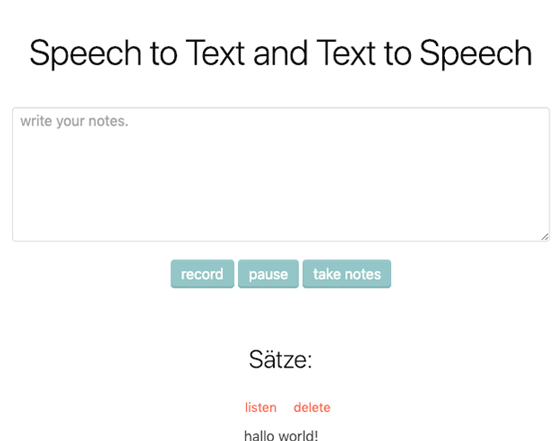 Speech to Text and Text to Speech
write your notes.
record pause take notes
Sätze:
listen delete
hallo world!